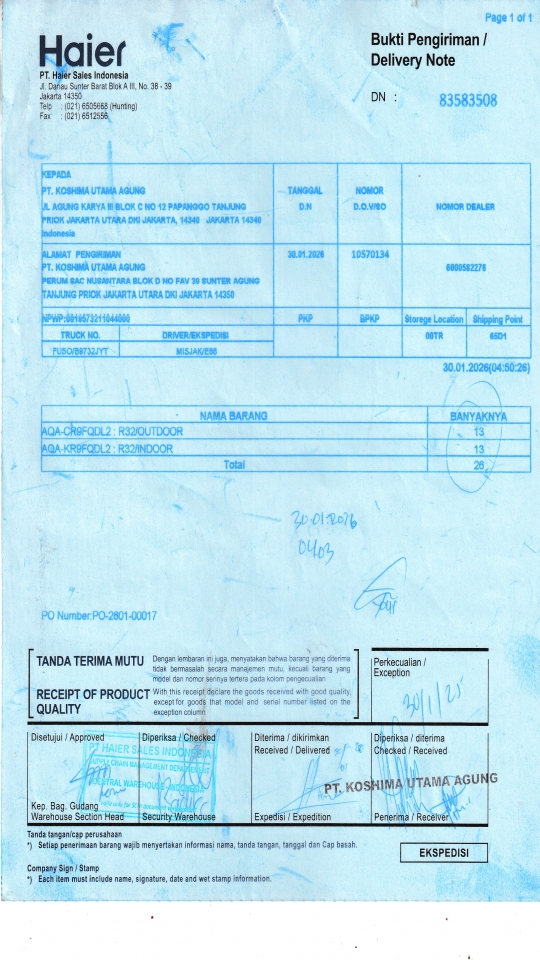 Page 1 of 1
Haier
Bukti Pengiriman /
Delivery Note
PT. Haier Sales Indonesia
Jl. Danau Sunter Barat Blok A III, No. 38 - 39
Jakarta 14350
Telp : (021) 6505668 (Hunting)
Fax : (021) 6512556
DN : 83583508
KEPADA
PT. KOSHIMA UTAMA AGUNG
JL AGUNG KARYA III BLOK C NO 12 PAPANGGO TANJUNG
PRIOK JAKARTA UTARA DKI JAKARTA, 14340 JAKARTA 14340
Indonesia
TANGGAL
D.N
NOMOR
D.O.V/SO
NOMOR DEALER
ALAMAT PENGIRIMAN
PT. KOSHIMA UTAMA AGUNG
PERUM SAC NUSANTARA BLOK D NO FAV 39 SUNTER AGUNG
TANJUNG PRIOK JAKARTA UTARA DKI JAKARTA 14350
30.01.2026
10570134
6000582276
NPWP:0019573211044000
PKP
BPKP
Storege Location
Shipping Point
TRUCK NO.
DRIVER/EKSPEDISI
00TR
65D1
FUSO/B9732JYT
MISJAK/E66
30.01.2026(04:50:26)
NAMA BARANG
BANYAKNYA
AQA-CR9FQDL2 : R32/OUTDOOR
13
AQA-KR9FQDL2 : R32/INDOOR
13
Total
26
30.01.2026
0403
PO Number:PO-2601-00017
TANDA TERIMA MUTU
Dengan lembaran ini juga, menyatakan bahwa barang yang diterima
tidak bermasalah secara manajemen mutu, kecuali barang yang
model dan nomor serinya tertera pada kolom pengecualian
RECEIPT OF PRODUCT
QUALITY
With this receipt declare the goods received with good quality,
except for goods that model and serial number listed on the
exception column
Perkecualian /
Exception
30/1/25
Disetujui / Approved
Diperiksa / Checked
Diterima / dikirimkan
Received / Delivered
Diperiksa / diterima
Checked / Received
PT HAIER SALES INDONESIA
SUPPLY CHAIN MANAGEMENT DEPARTEMENT
CENTRAL WAREHOUSE
PT. KOSHIMA UTAMA AGUNG
Kep. Bag. Gudang
Warehouse Section Head
Security Warehouse
Expedisi / Expedition
Penerima / Receiver
Tanda tangan/cap perusahaan
*) Setiap penerimaan barang wajib menyertakan informasi nama, tanda tangan, tanggal dan Cap basah.
EKSPEDISI
Company Sign / Stamp
*) Each item must include name, signature, date and wet stamp information.